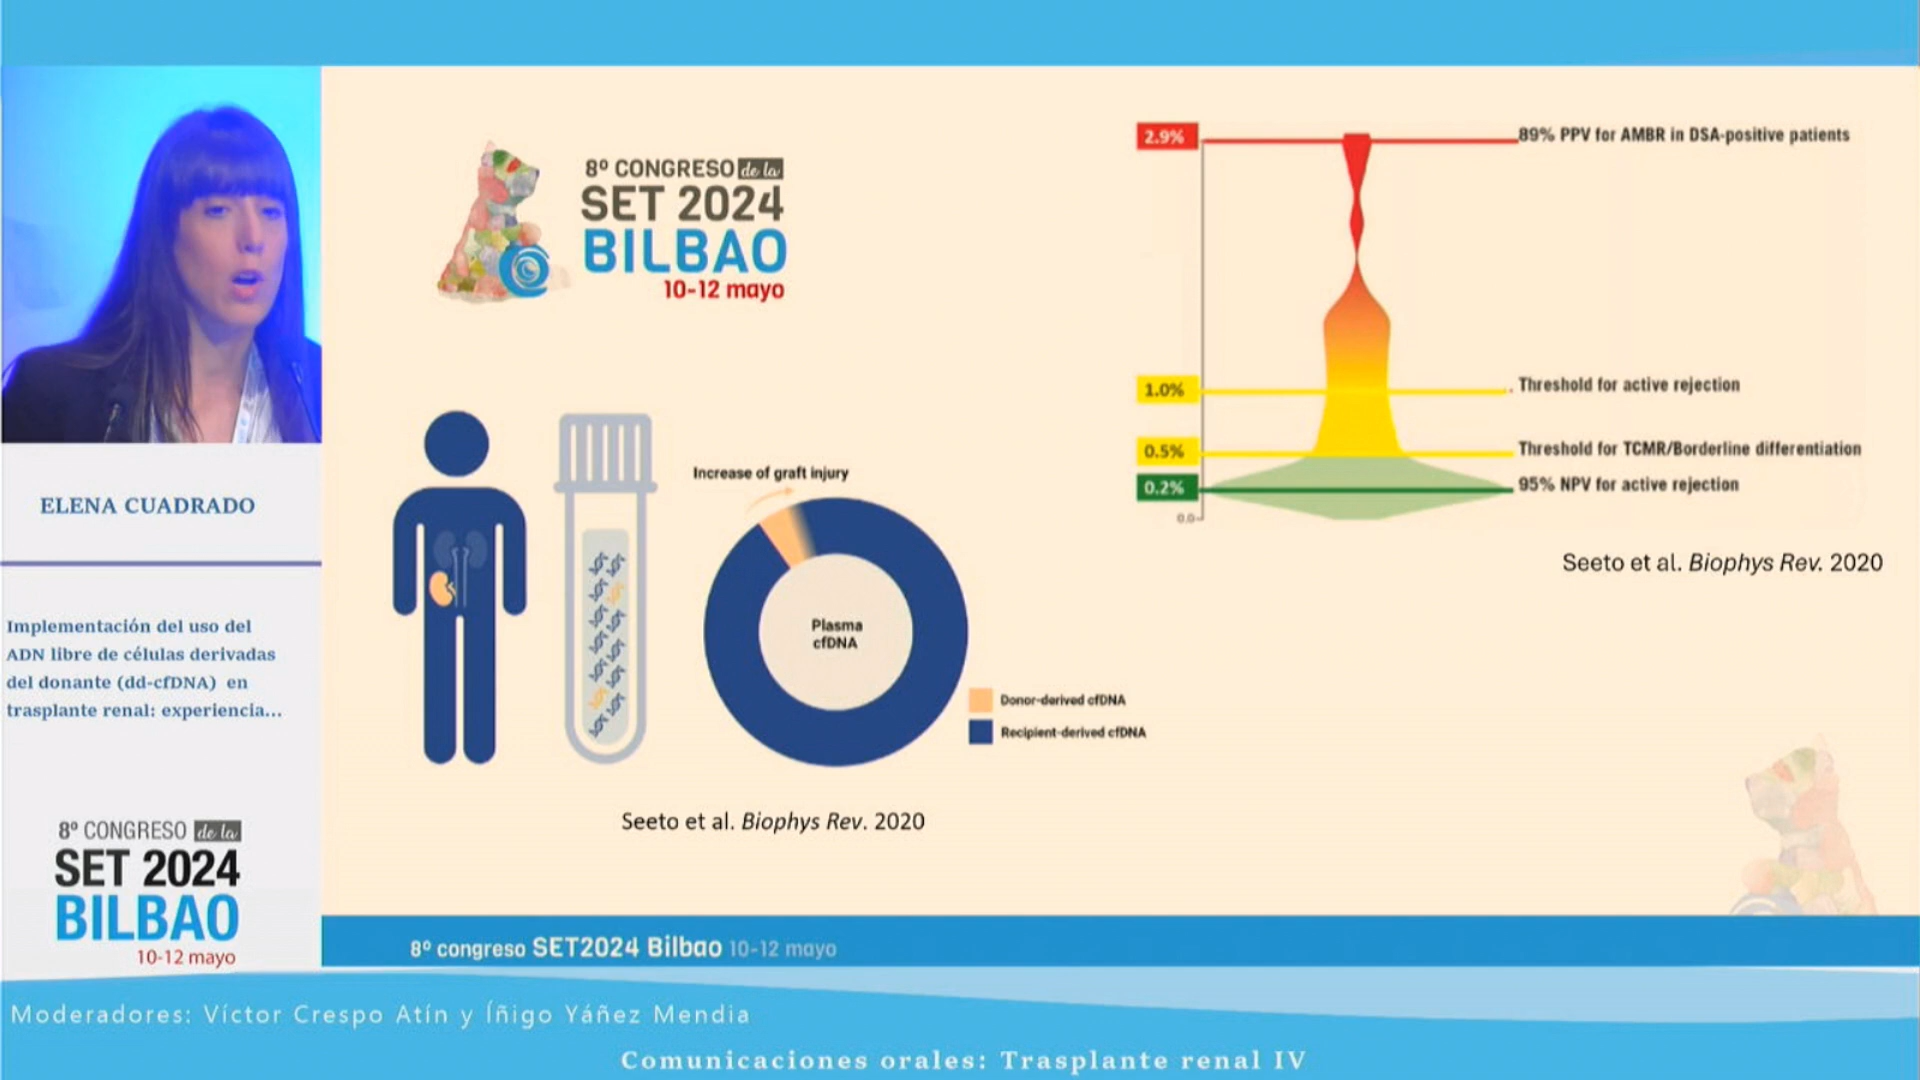 8º CONGRESO de la
SET 2024
BILBAO
10-12 mayo
2.9%
89% PPV for AMBR in DSA-positive patients
1.0%
Threshold for active rejection
0.5%
Threshold for TCMR/Borderline differentiation
0.2%
95% NPV for active rejection
0.0
Seeto et al. Biophys Rev. 2020
Increase of graft injury
Plasma
cfDNA
Donor-derived cfDNA
Recipient-derived cfDNA
Seeto et al. Biophys Rev. 2020
ELENA CUADRADO
Implementación del uso del
ADN libre de células derivadas
del donante (dd-cfDNA) en
trasplante renal: experiencia...
8º CONGRESO de la
SET 2024
BILBAO
10-12 mayo
8º congreso SET2024 Bilbao 10-12 mayo
Moderadores: Víctor Crespo Atín y Íñigo Yáñez Mendia
Comunicaciones orales: Trasplante renal IV